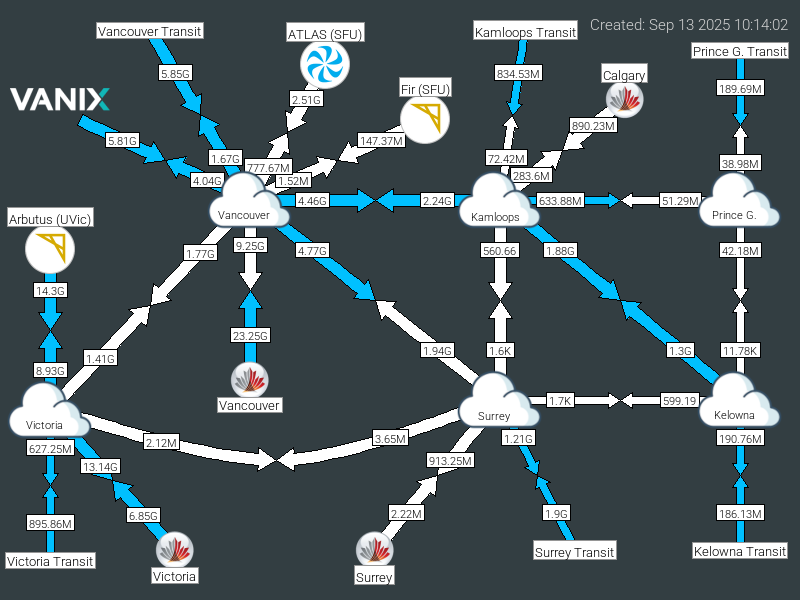 Created: Sep 13 2025 10:14:02
Vancouver Transit
ATLAS (SFU)
Kamloops Transit
Prince G. Transit
5.85G
834.53M
Calgary
189.69M
VANIX
2.51G
Fir (SFU)
890.23M
5.81G
147.37M
1.67G
777.67M
72.42M
38.98M
4.04G
1.52M
283.6M
4.46G
2.24G
633.88M
51.29M
Arbutus (UVic)
Vancouver
Kamloops
Prince G.
1.77G
9.25G
4.77G
560.66
1.88G
42.18M
14.3G
23.25G
8.93G
1.41G
1.94G
1.6K
1.3G
11.78K
Vancouver
1.7K
599.19
Victoria
Surrey
Kelowna
627.25M
2.12M
3.65M
1.21G
190.76M
13.14G
913.25M
895.86M
6.85G
2.22M
1.9G
186.13M
Victoria Transit
Victoria
Surrey
Surrey Transit
Kelowna Transit